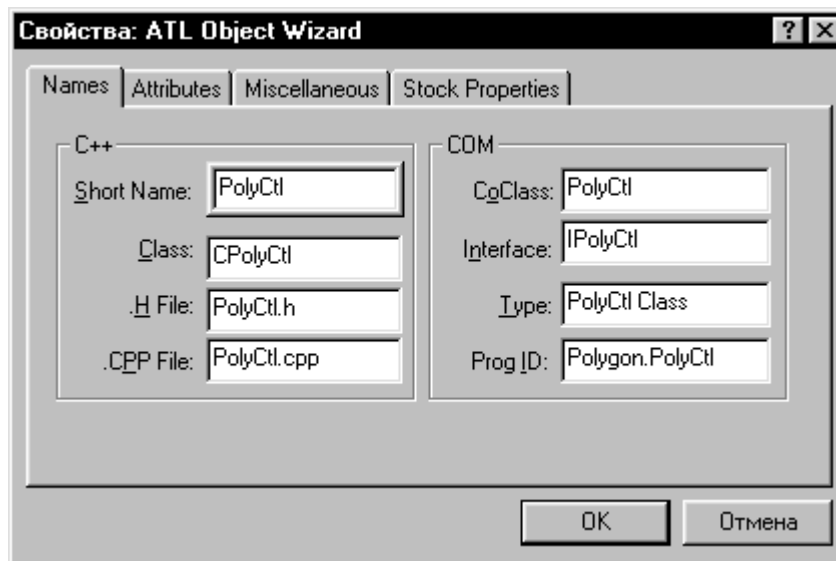 Свойства: ATL Object Wizard
Names Attributes Miscellaneous Stock Properties
C++
Short Name: PolyCtl
Class: CPolyCtl
.H File: PolyCtl.h
.CPP File: PolyCtl.cpp
COM
CoClass: PolyCtl
Interface: IPolyCtl
Type: PolyCtl Class
Prog ID: Polygon.PolyCtl
OK Отмена